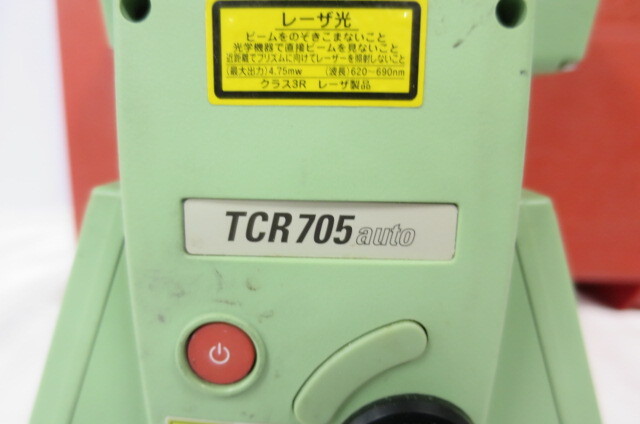 レーザ光
ビームをのぞきこまないこと
光学機器で直接ビームを見ないこと
近距離でプリズムに向けてレーザーを照射しないこと
〈最大出力〉4.75mw 〈波長〉620－690nm
クラス3R レーザ製品
TCR705 auto